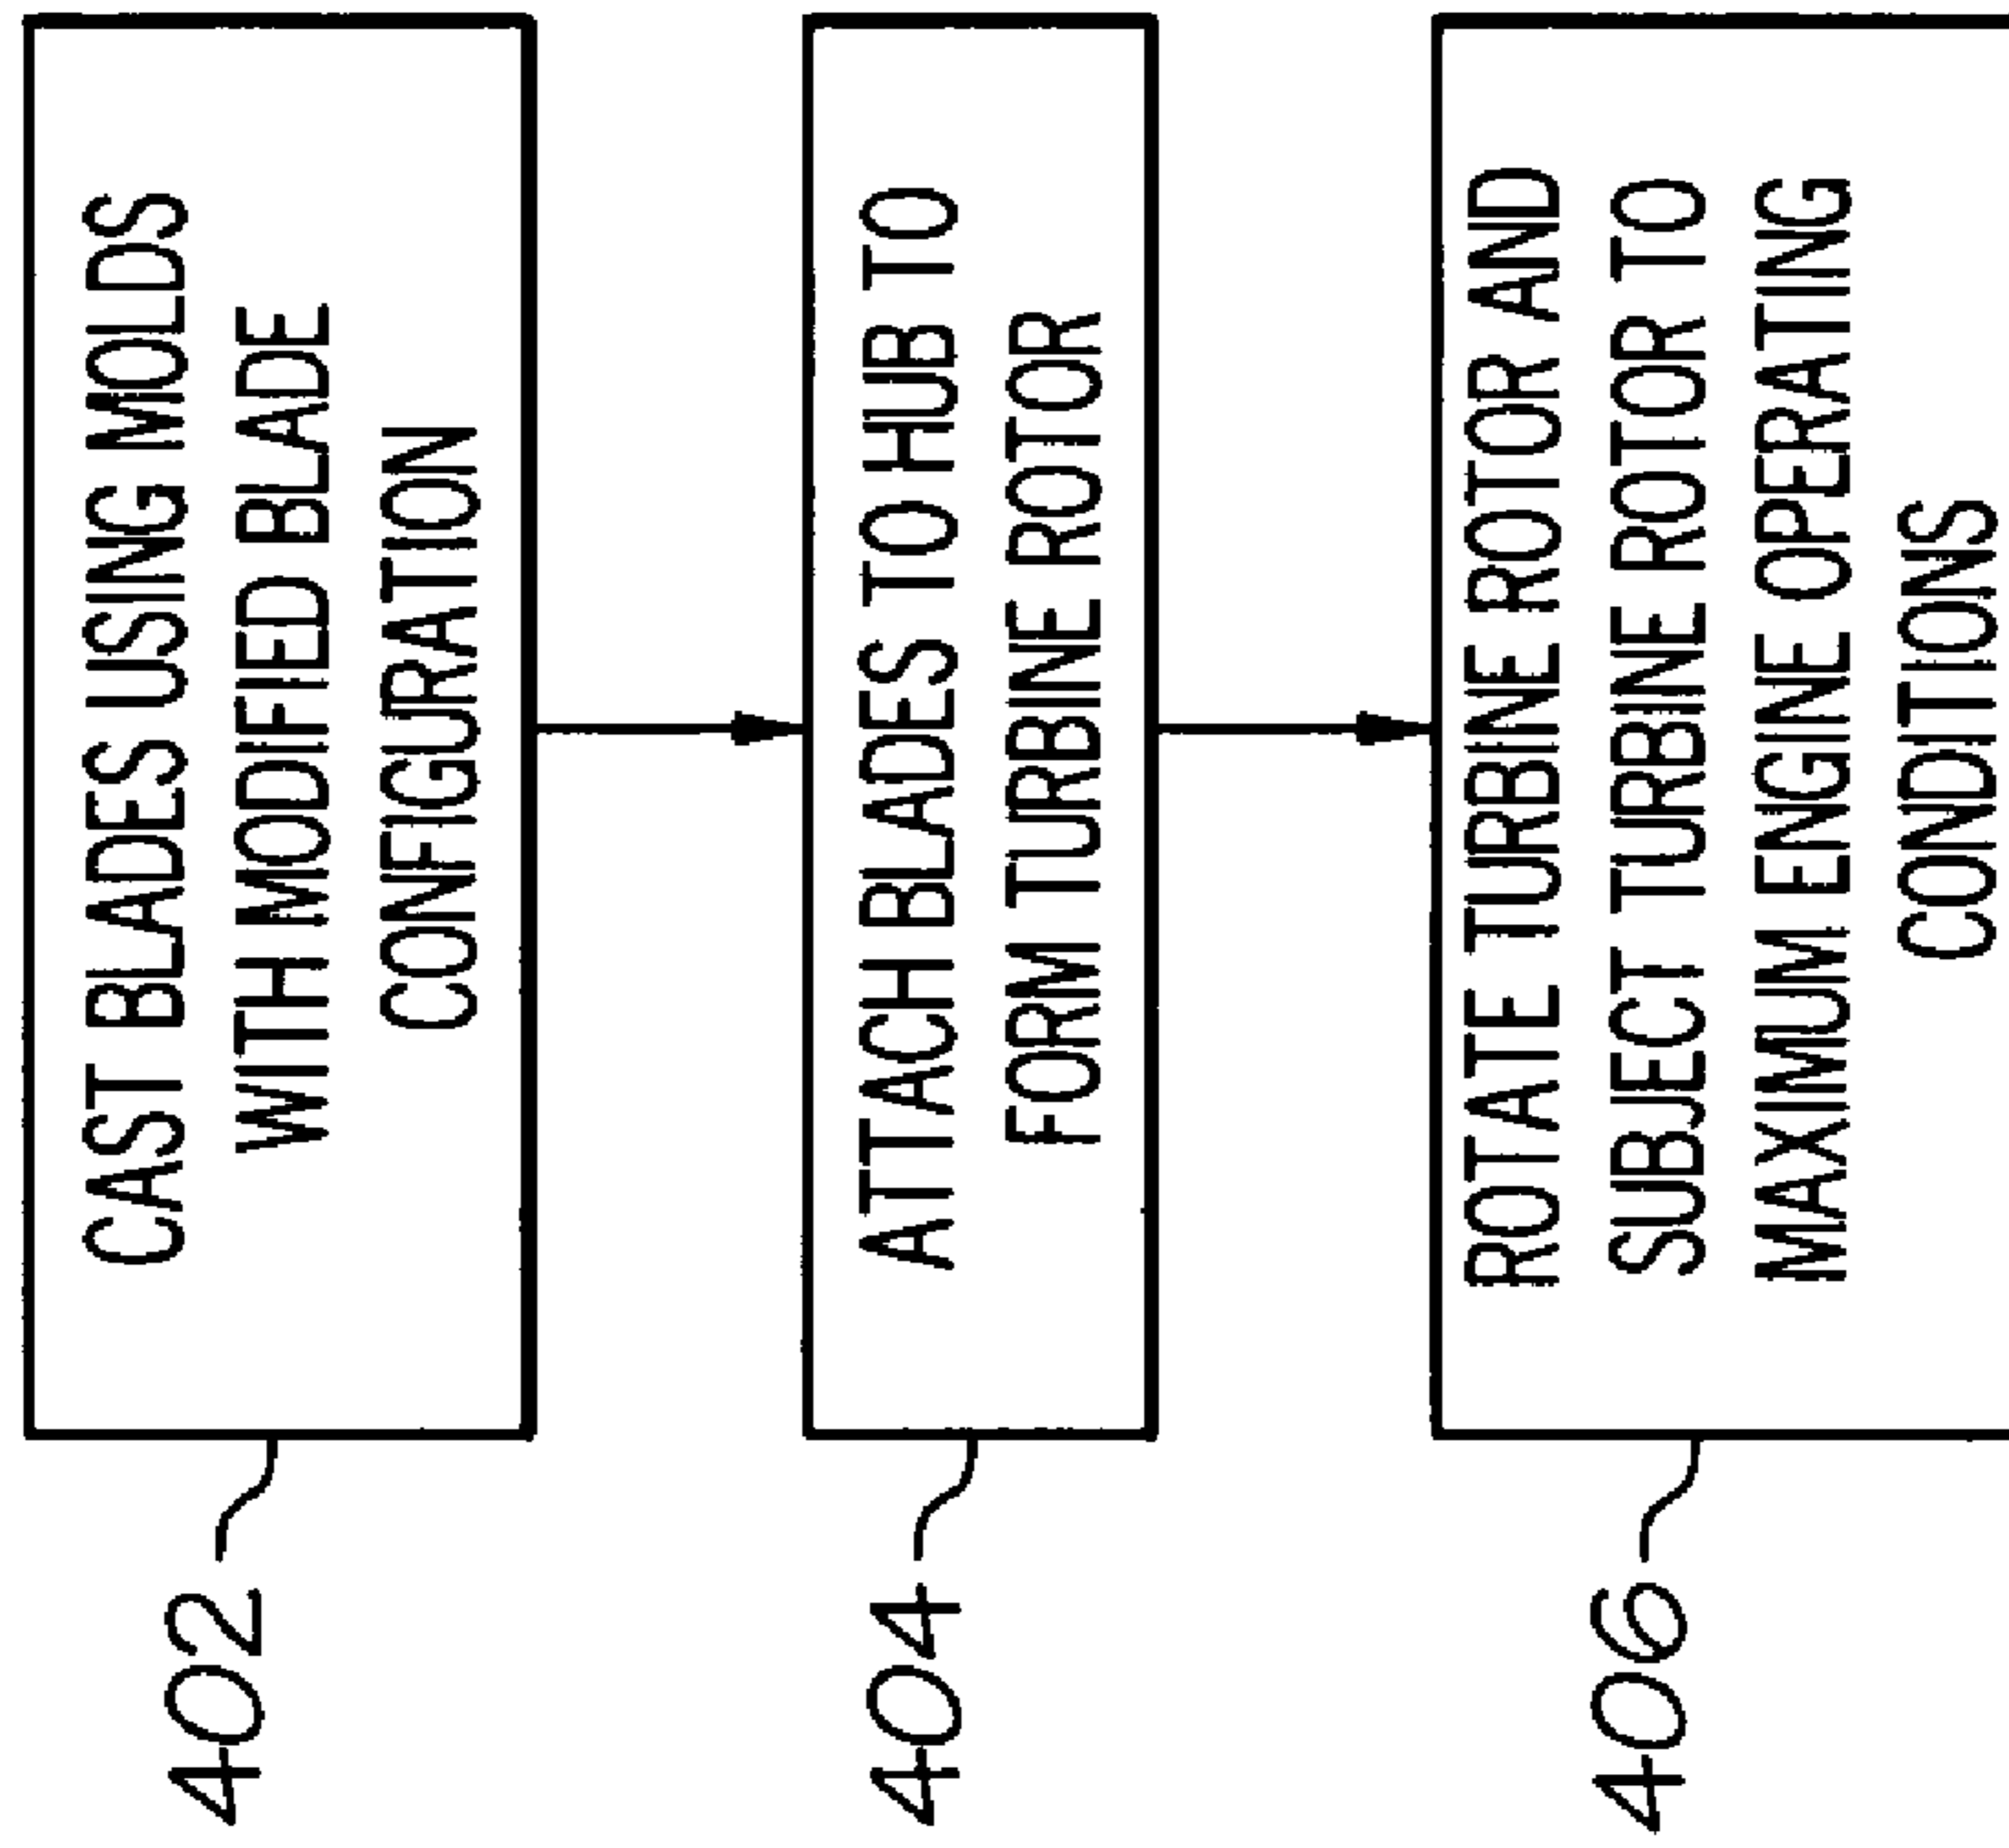 402
CAST BLADES USING MOLDS
WITH MODIFIED BLADE
CONFIGURATION
404
ATTACH BLADES TO HUB TO
FORM TURBINE ROTOR
406
ROTATE TURBINE ROTOR AND
SUBJECT TURBINE ROTOR TO
MAXIMUM ENGINE OPERATING
CONDITIONS